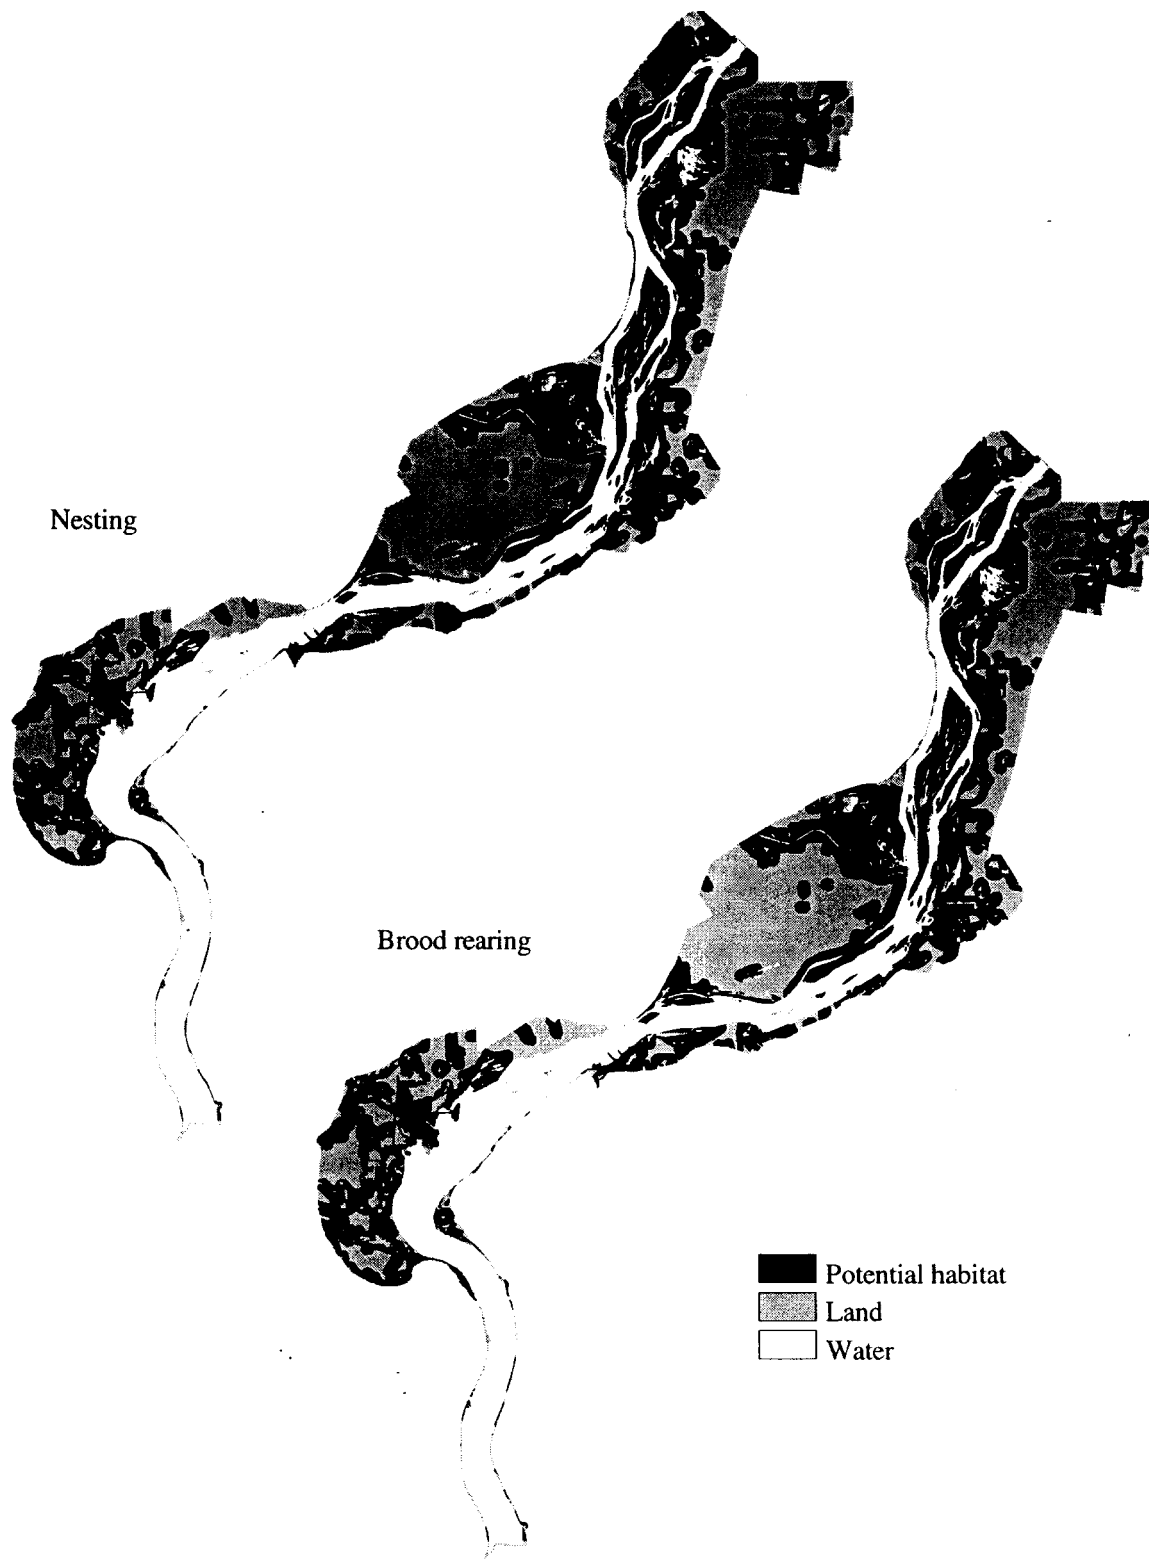 Nesting
Brood rearing
Potential habitat
Land
Water